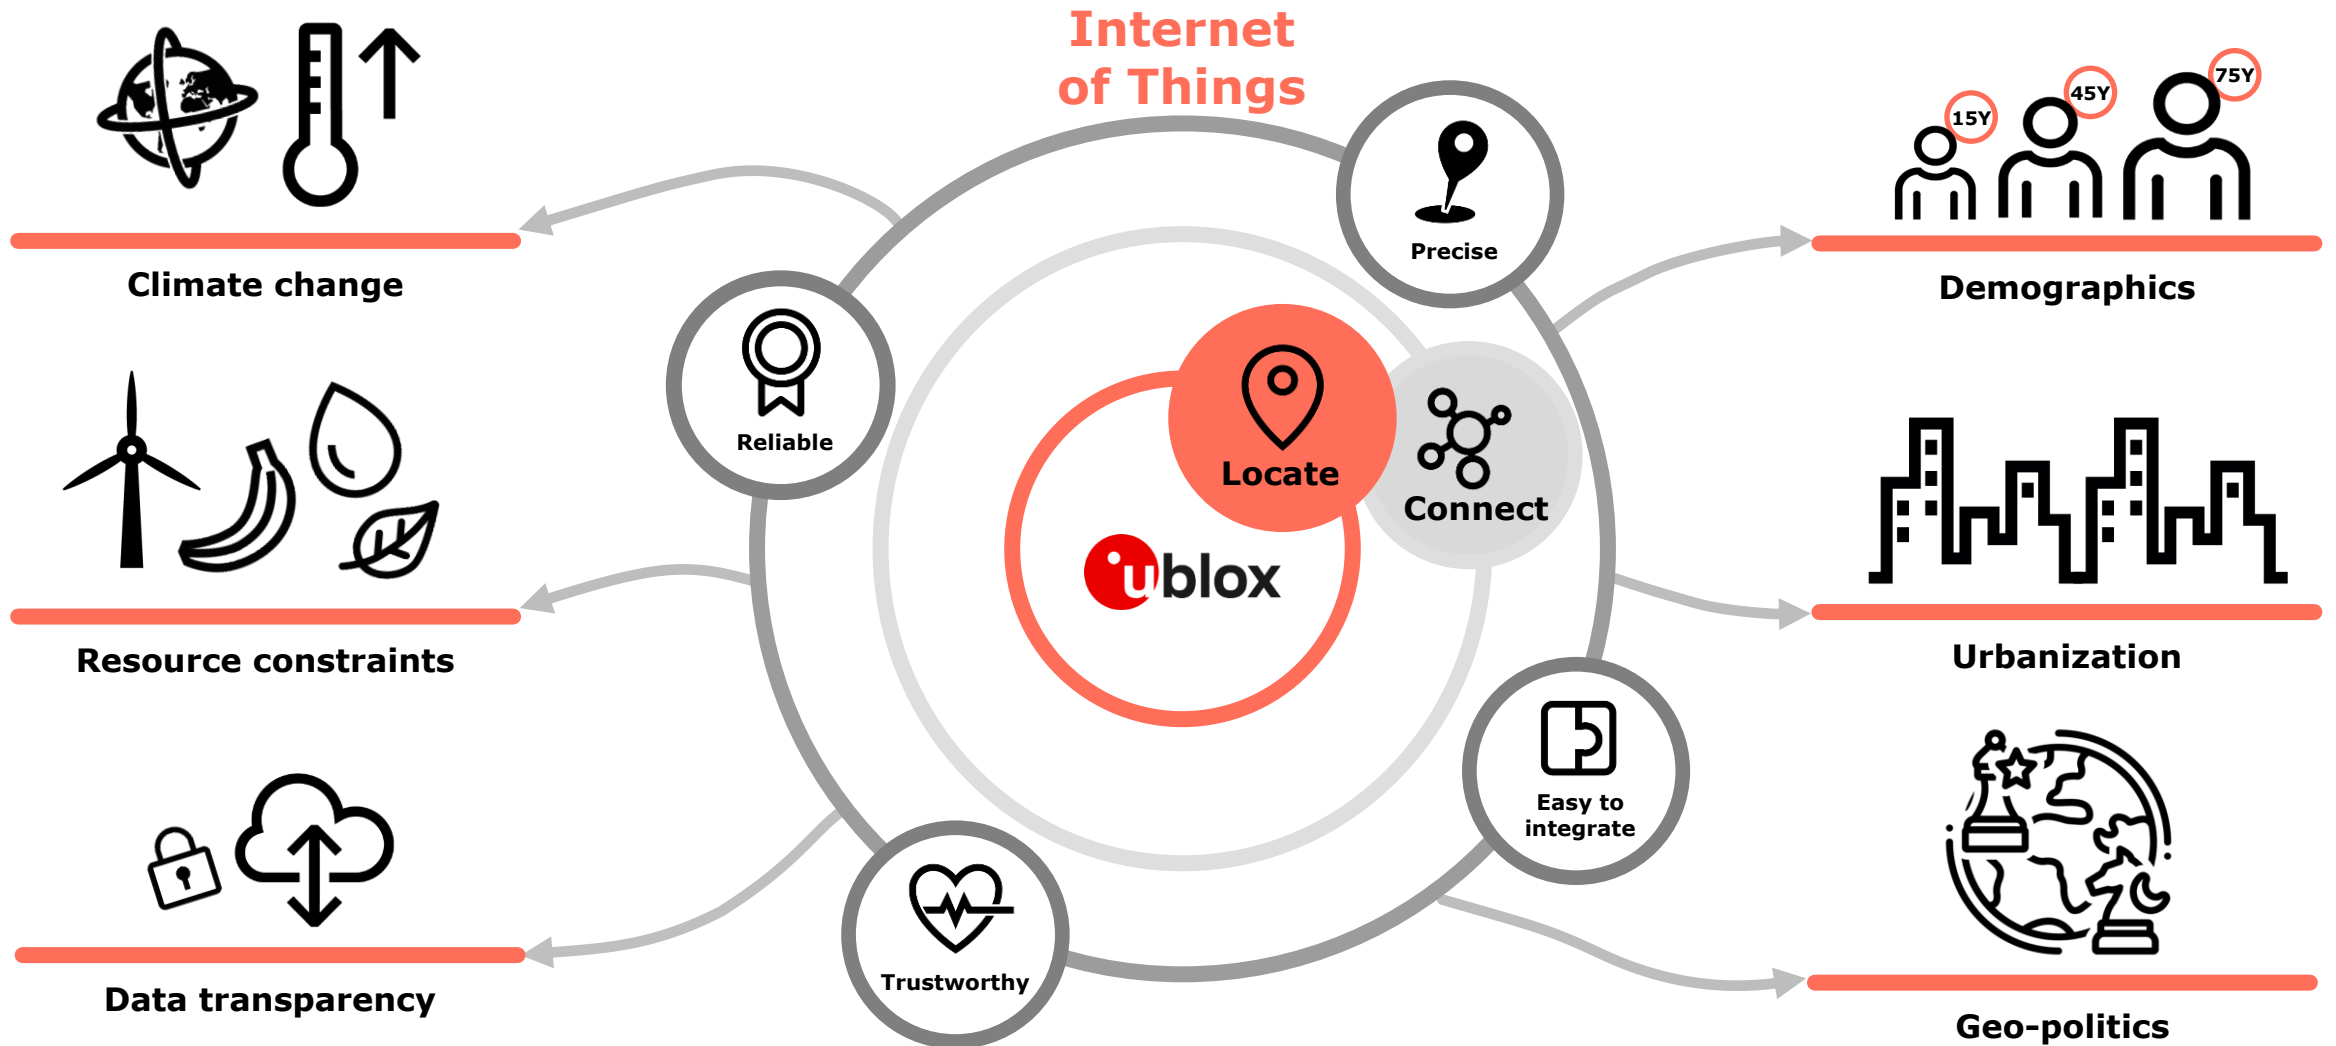 Internet
of Things
15Y
45Y
75Y
Climate change
Demographics
Precise
Reliable
Locate
Connect
ublox
Resource constraints
Urbanization
Easy to
integrate
Trustworthy
Data transparency
Geo-politics